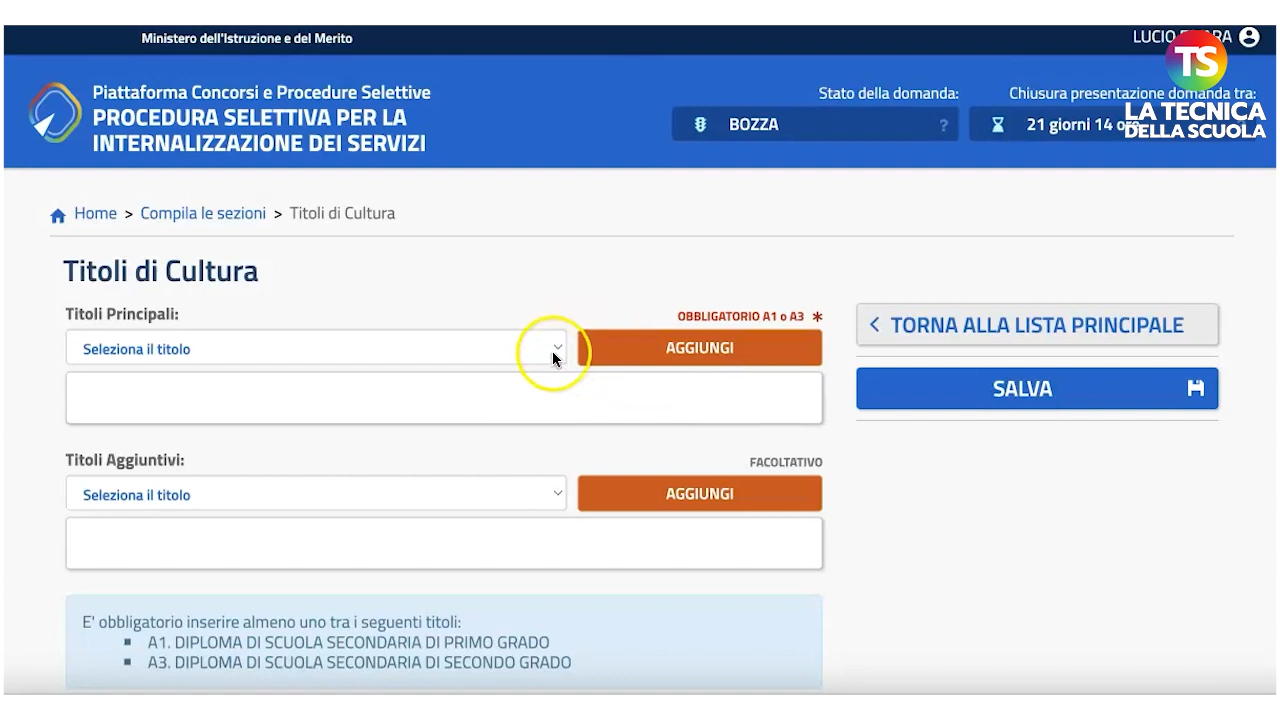 Ministero dell'Istruzione e del Merito
LUCIO
Piattaforma Concorsi e Procedure Selettive
PROCEDURA SELETTIVA PER LA
INTERNALIZZAZIONE DEI SERVIZI
Stato della domanda:
BOZZA
?
Chiusura presentazione domanda tra:
21 giorni 14 ore
TS
LA TECNICA
DELLA SCUOLA
Home > Compila le sezioni > Titoli di Cultura
Titoli di Cultura
Titoli Principali:
OBBLIGATORIO A1 o A3 *
Seleziona il titolo
AGGIUNGI
Titoli Aggiuntivi:
FACOLTATIVO
Seleziona il titolo
AGGIUNGI
E' obbligatorio inserire almeno uno tra i seguenti titoli:
▪ A1. DIPLOMA DI SCUOLA SECONDARIA DI PRIMO GRADO
▪ A3. DIPLOMA DI SCUOLA SECONDARIA DI SECONDO GRADO
< TORNA ALLA LISTA PRINCIPALE
SALVA